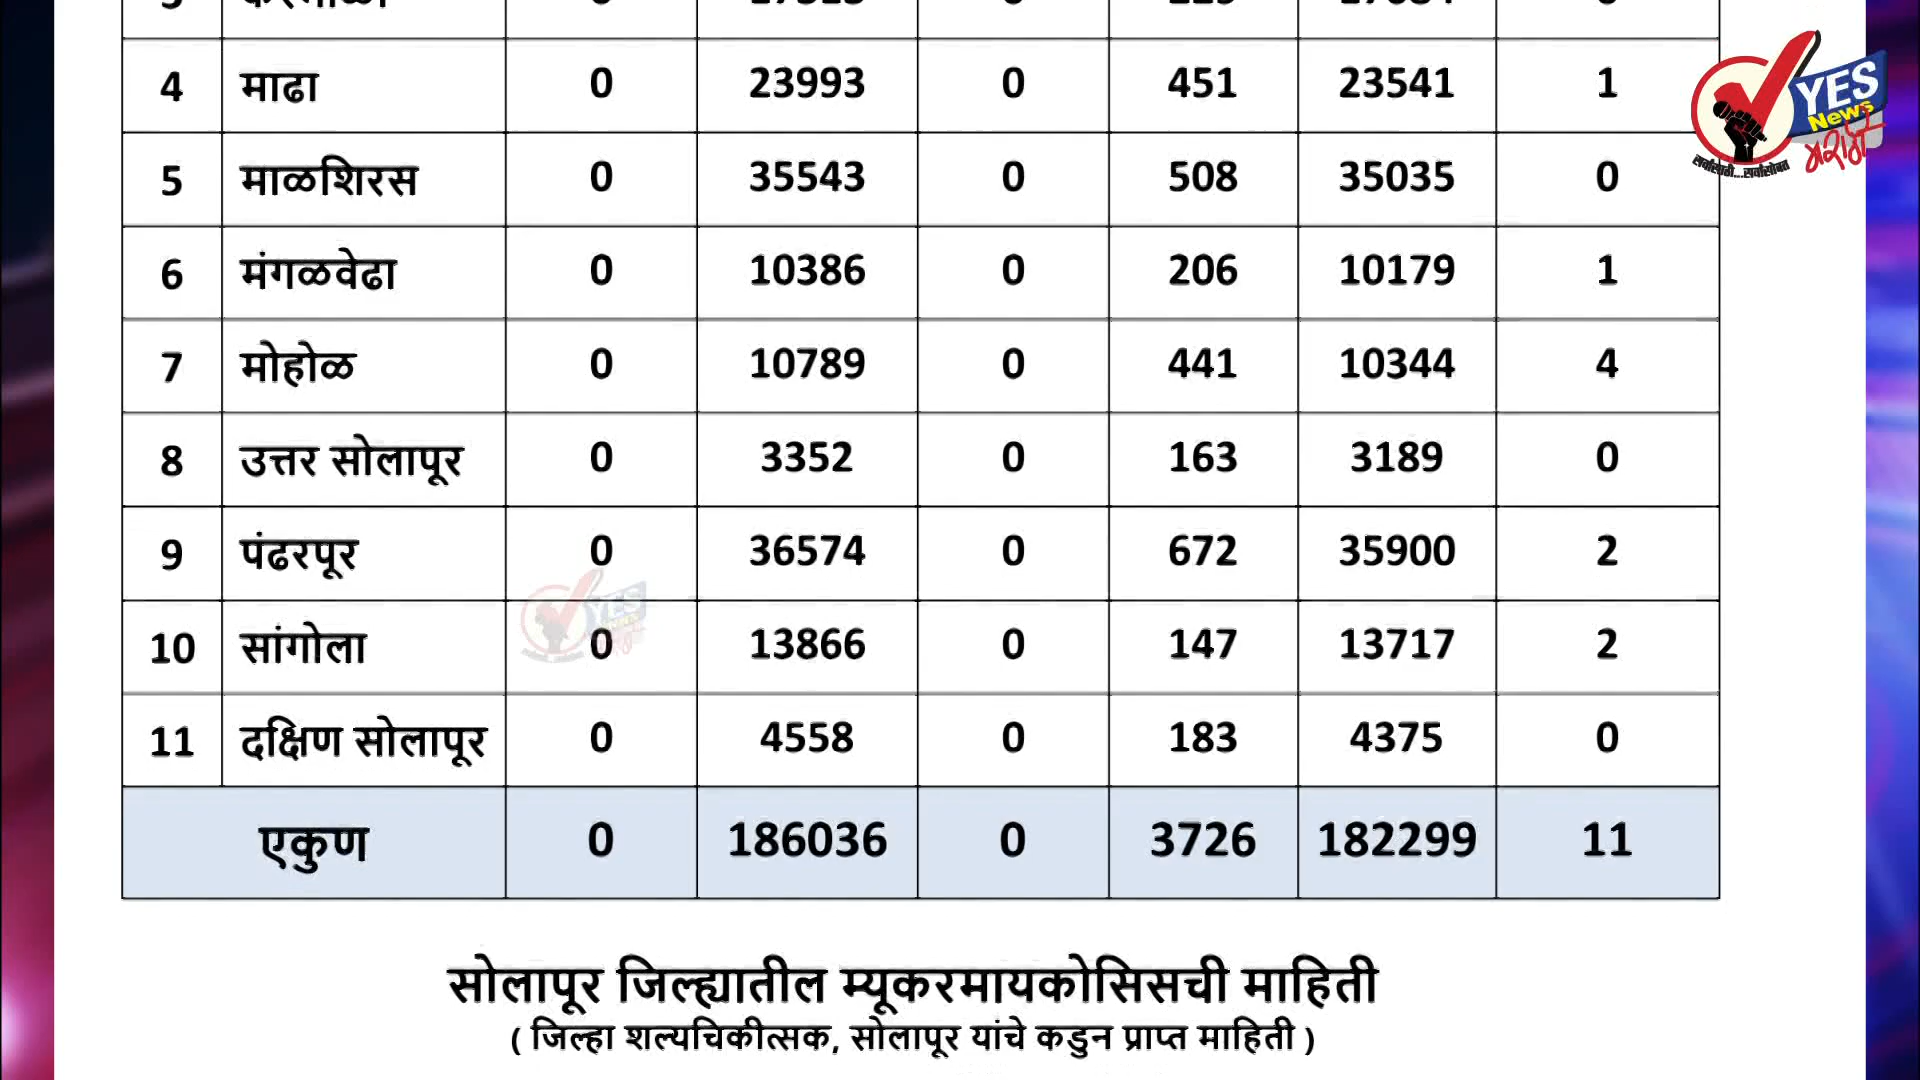 4 माढा 0 23993 0 451 23541 1
5 माळशिरस 0 35543 0 508 35035 0
6 मंगळवेढा 0 10386 0 206 10179 1
7 मोहोळ 0 10789 0 441 10344 4
8 उत्तर सोलापूर 0 3352 0 163 3189 0
9 पंढरपूर 0 36574 0 672 35900 2
10 सांगोला 0 13866 0 147 13717 2
11 दक्षिण सोलापूर 0 4558 0 183 4375 0
एकुण 0 186036 0 3726 182299 11
सोलापूर जिल्ह्यातील म्यूकरमायकोसिसची माहिती
( जिल्हा शल्यचिकीत्सक, सोलापूर यांचे कडुन प्राप्त माहिती )
YES
News
मराठी
सर्वांसाठी...सर्वांसोबत
YES